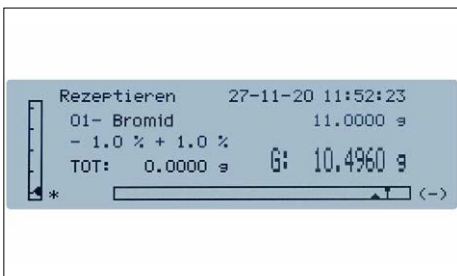 Rezeptieren 27-11-20 11:52:23
01- Bromid 11.0000 g
- 1.0 % + 1.0 %
TOT: 0.0000 g G: 10.4960 g
* (-)